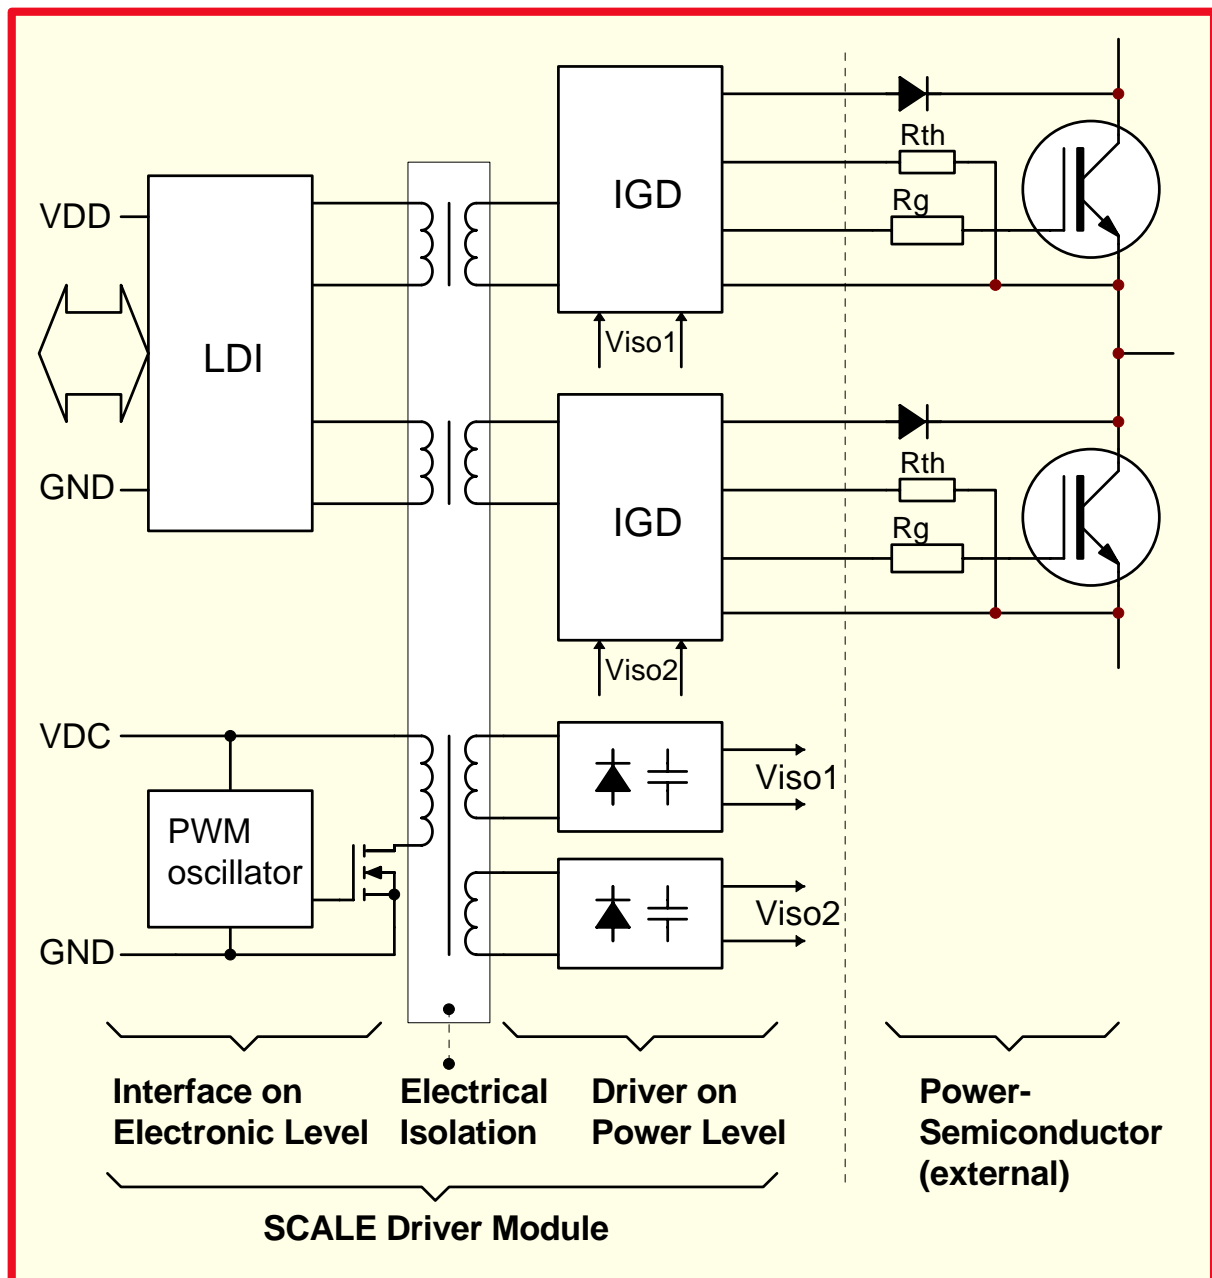 VDD
LDI
GND
IGD
Viso1
Rth
Rg
IGD
Viso2
Rth
Rg
VDC
PWM
oscillator
GND
Viso1
Viso2
Interface on
Electronic Level
Electrical
Isolation
Driver on
Power Level
Power-
Semiconductor
(external)
SCALE Driver Module